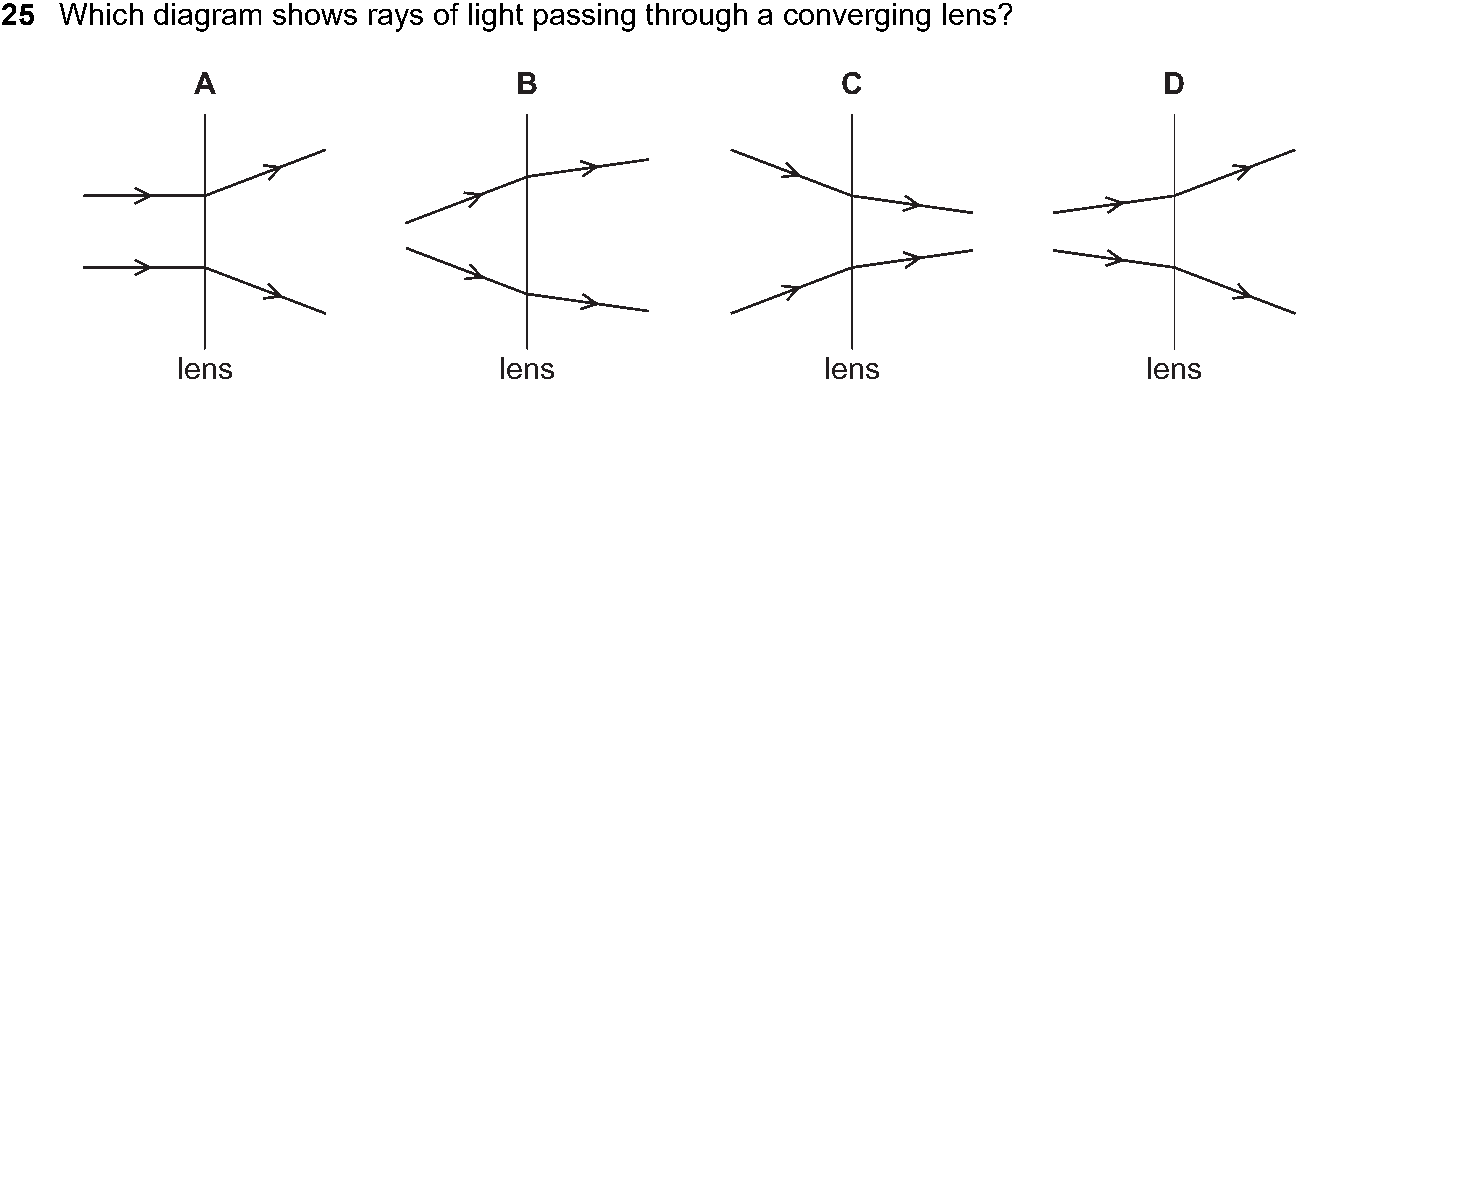 25 Which diagram shows rays of light passing through a converging lens?
A B C D
lens lens lens lens